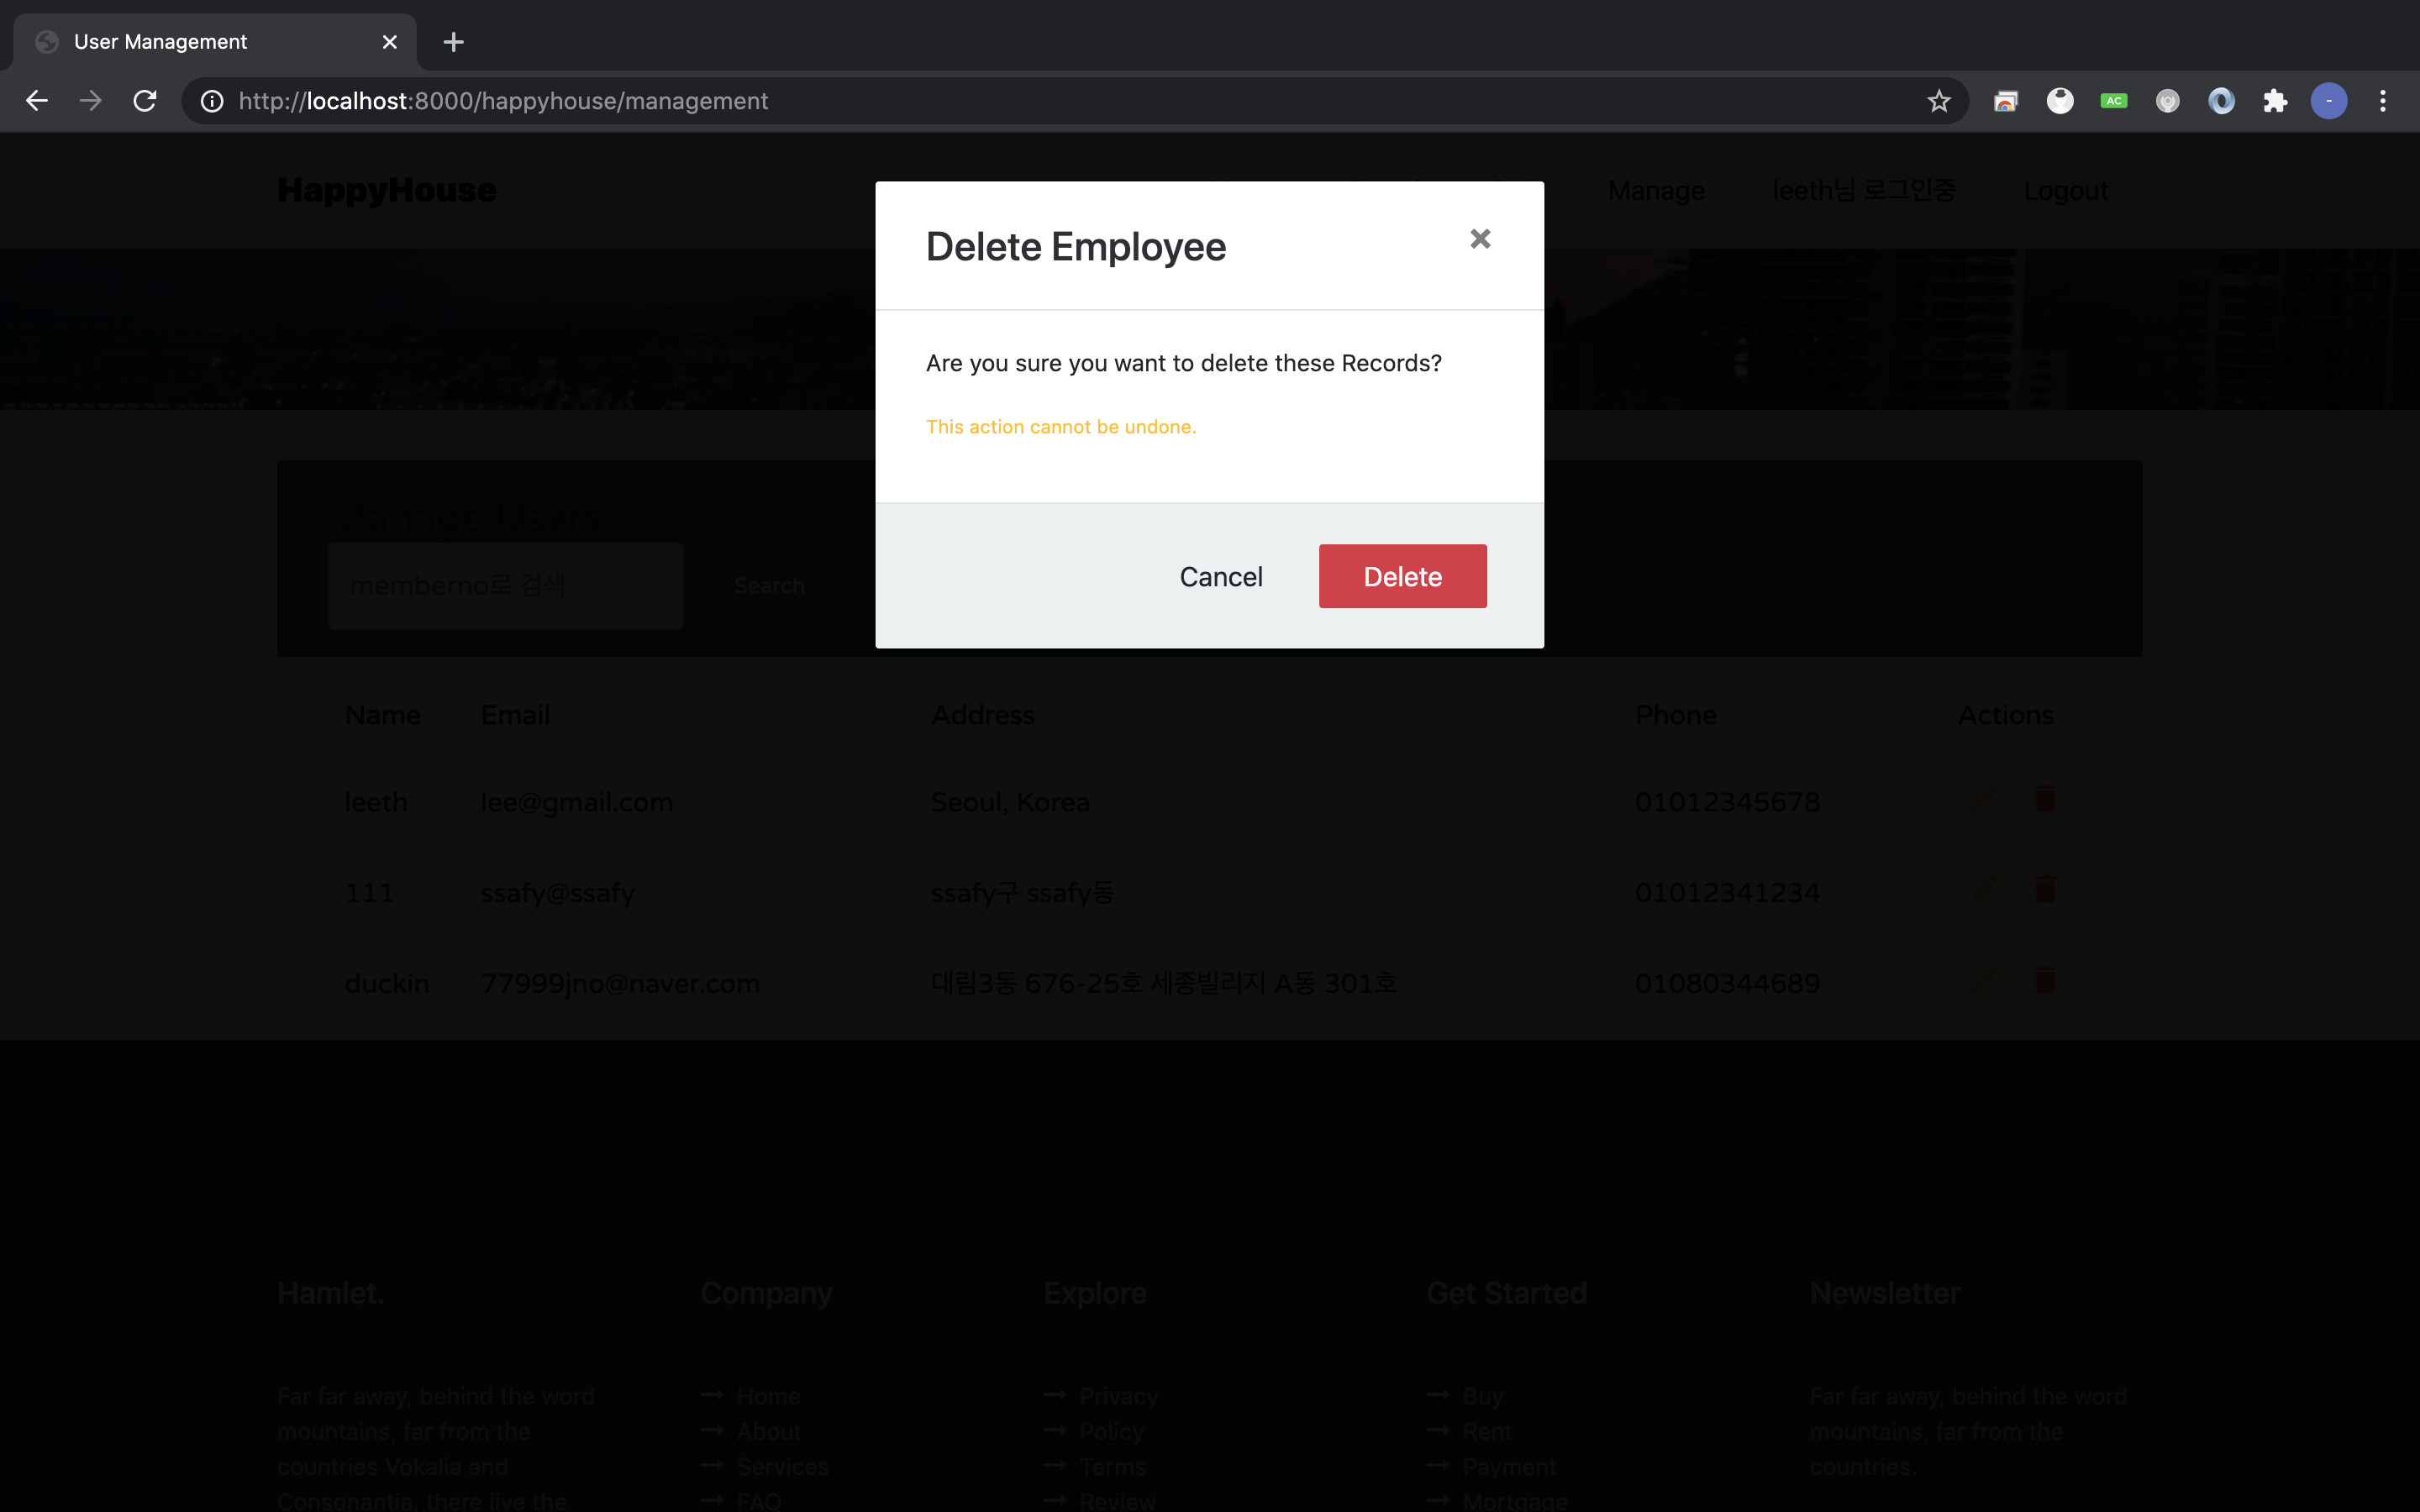 User Management
http://localhost:8000/happyhouse/management
AC
-
HappyHouse
Manage
leeth님 로그인중
Logout
Delete Employee
×
Are you sure you want to delete these Records?
This action cannot be undone.
Cancel
Delete
Manage Users
memberno로 검색
Search
Name Email Address Phone Actions
leeth lee@gmail.com Seoul, Korea 01012345678
111 ssafy@ssafy ssafy구 ssafy동 01012341234
duckin 77999jno@naver.com 대림3동 676-25호 세종빌리지 A동 301호 01080344689
Hamlet.
Far far away, behind the word
mountains, far from the
countries Vokalia and
Consonantia, there live the
Company
Home
About
Services
FAQ
Explore
Privacy
Policy
Terms
Review
Get Started
Buy
Rent
Payment
Mortgage
Newsletter
Far far away, behind the word
mountains, far from the
countries.